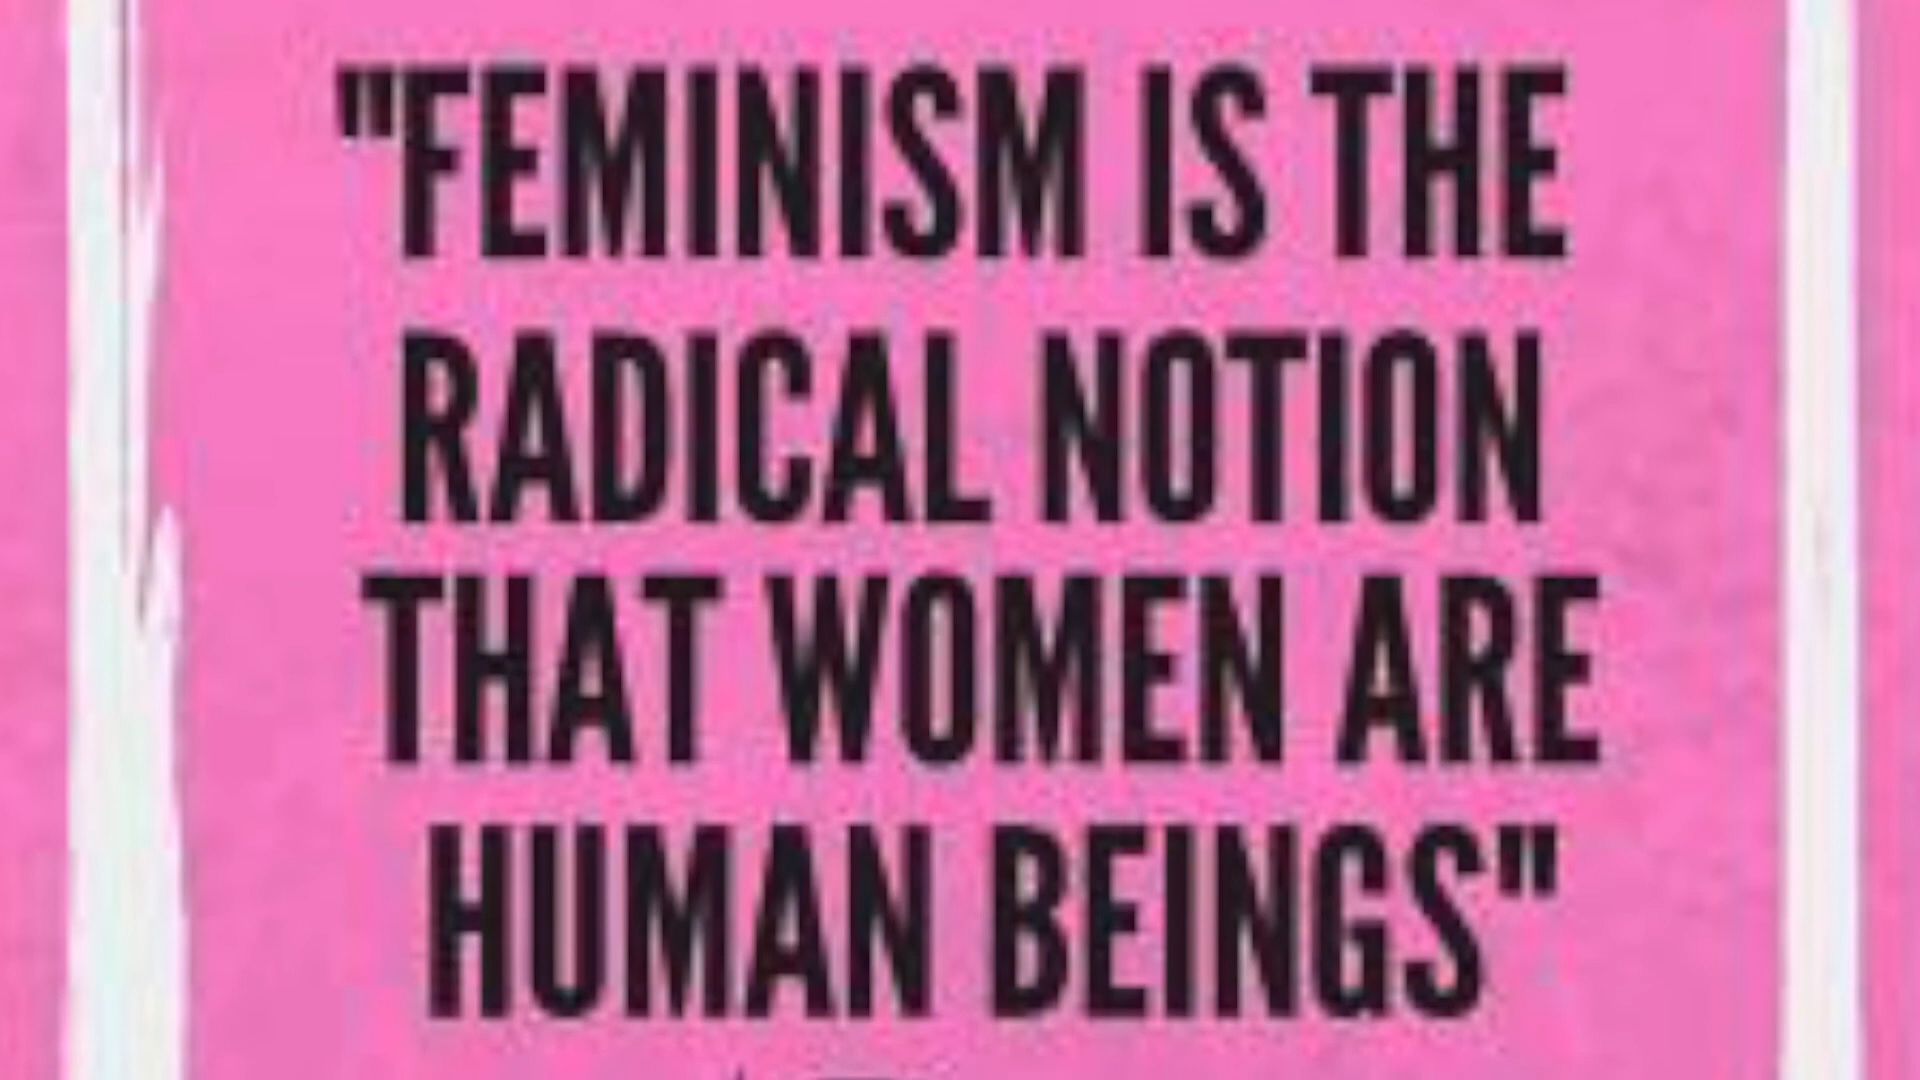 "FEMINISM IS THE
RADICAL NOTION
THAT WOMEN ARE
HUMAN BEINGS"